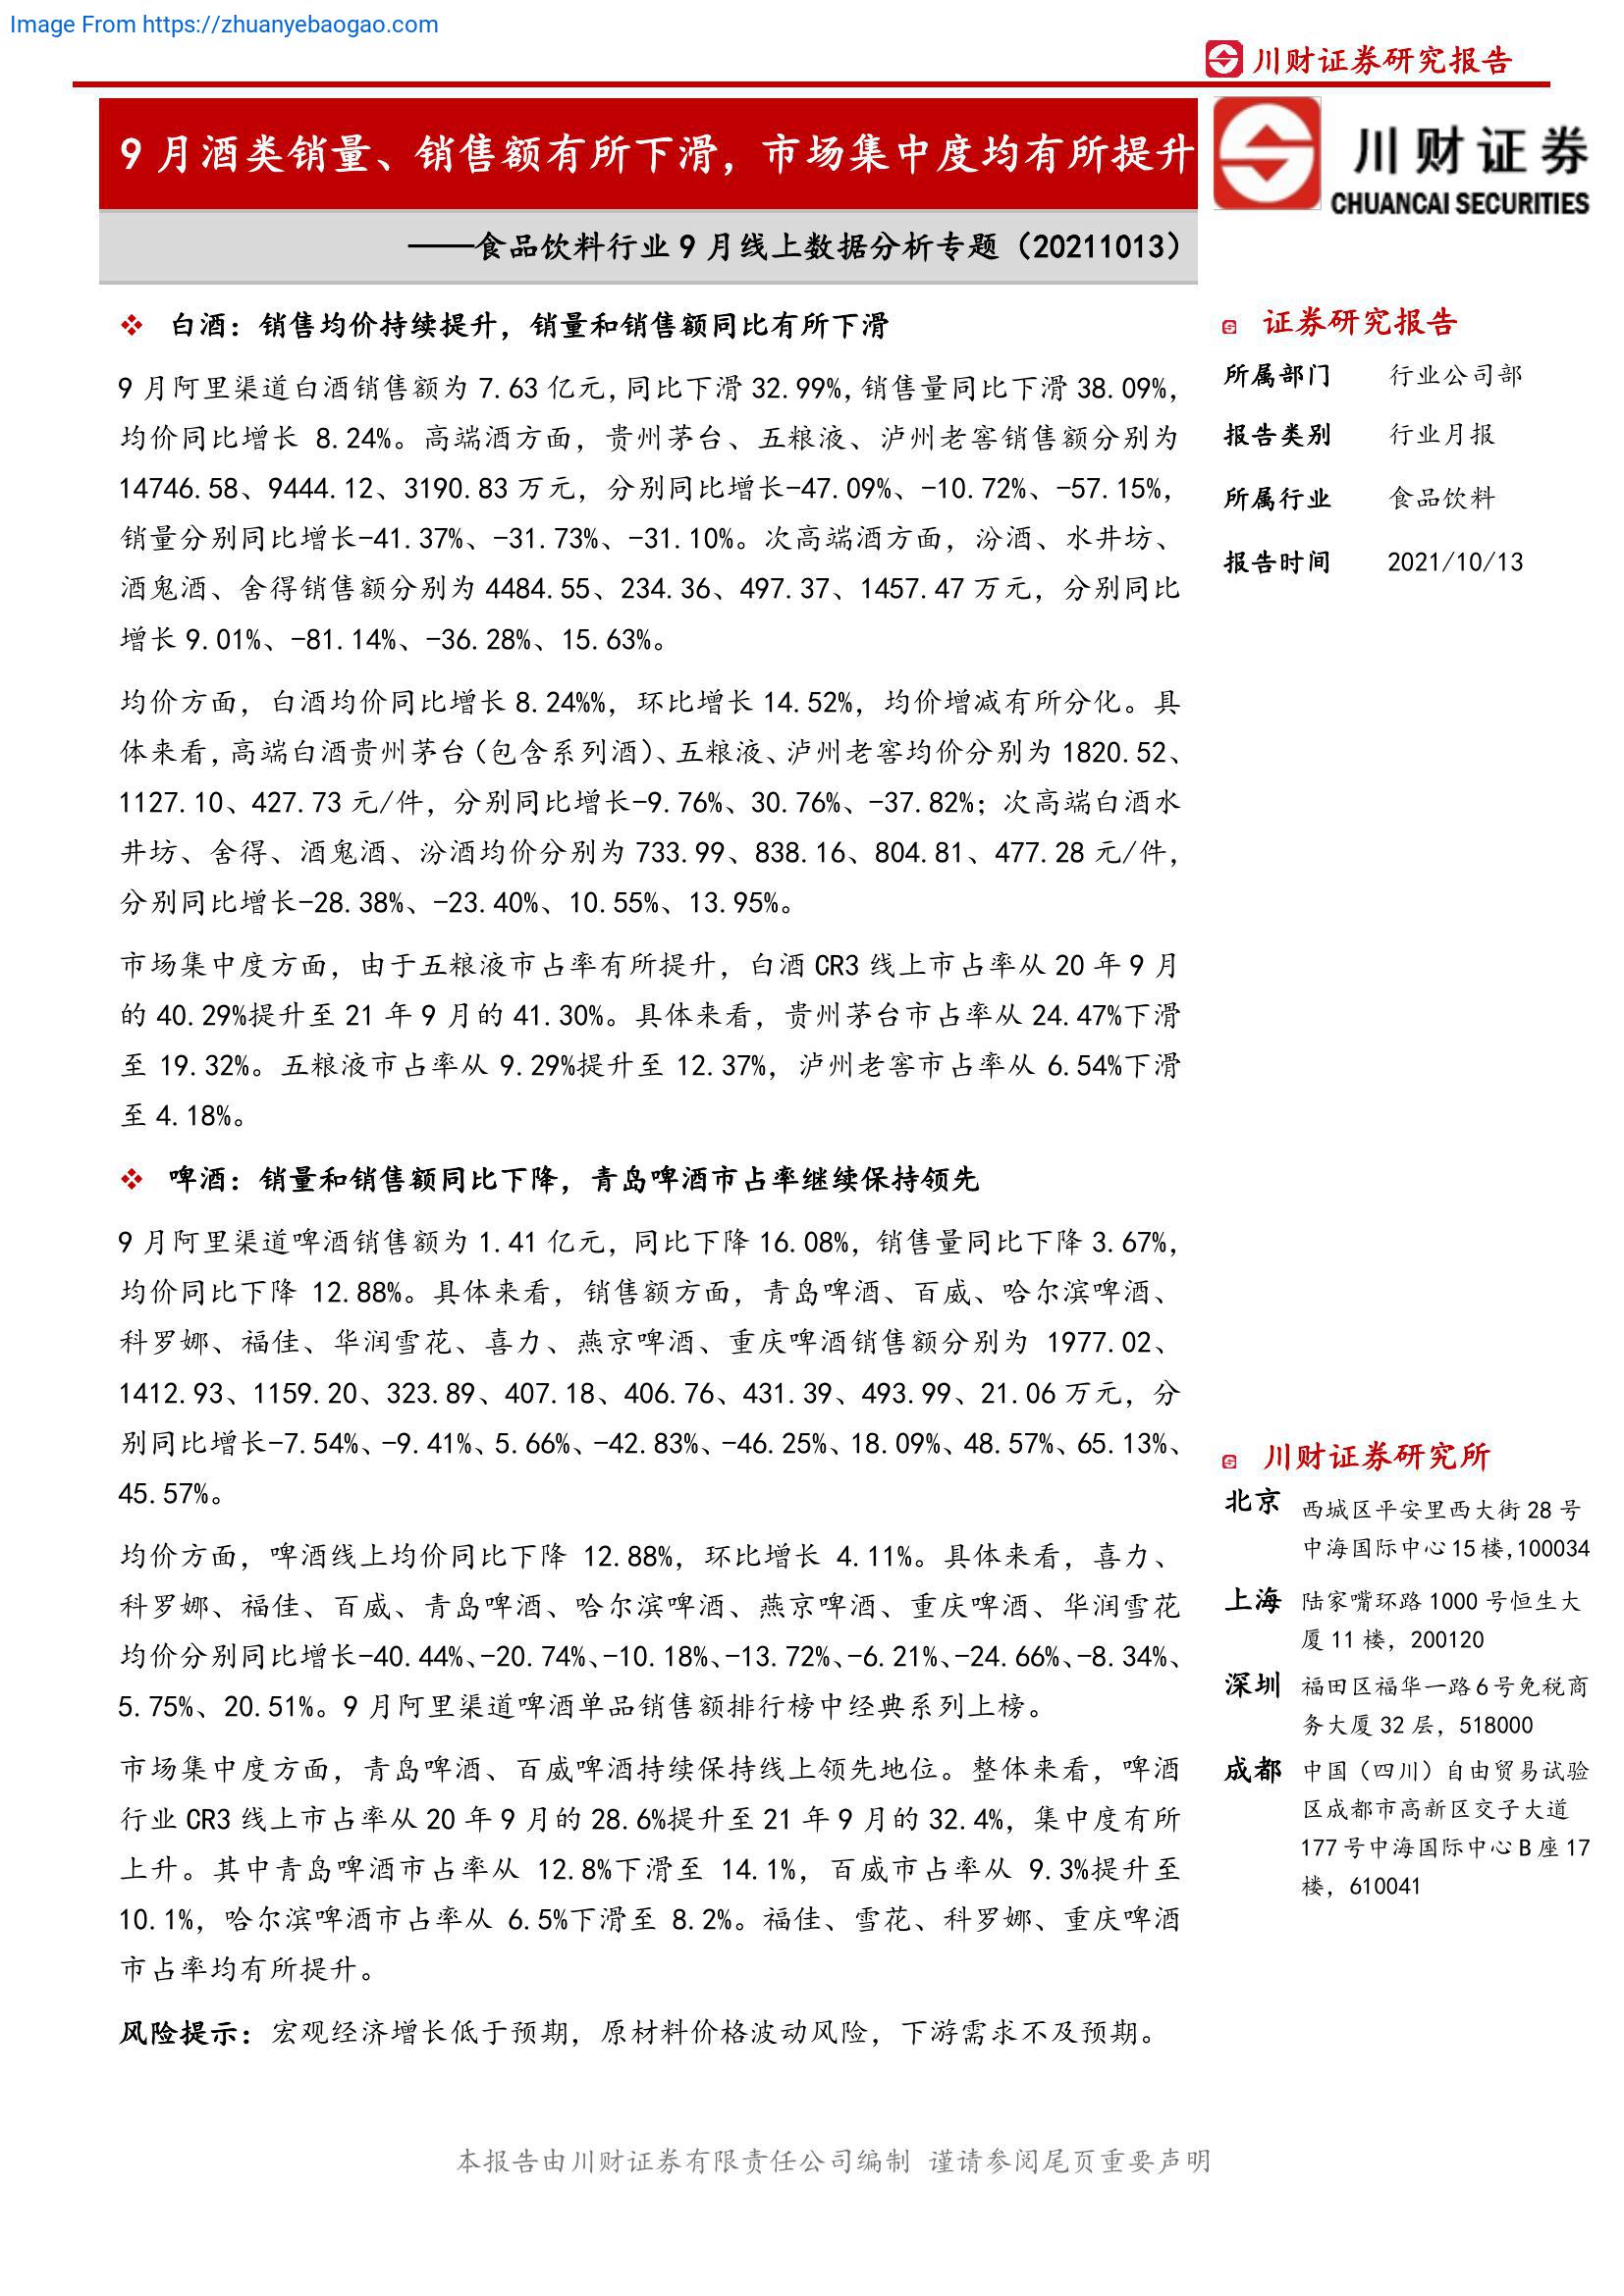 Image From https://zhuanyebaogao.com
川财证券研究报告
9 月酒类销量、销售额有所下滑，市场集中度均有所提升
川财证券
CHUANCAI SECURITIES
——食品饮料行业 9 月线上数据分析专题（20211013）
白酒：销售均价持续提升，销量和销售额同比有所下滑
9 月阿里渠道白酒销售额为 7.63 亿元，同比下滑 32.99%，销售量同比下滑 38.09%，
均价同比增长 8.24%。高端酒方面，贵州茅台、五粮液、泸州老窖销售额分别为
14746.58、9444.12、3190.83 万元，分别同比增长-47.09%、-10.72%、-57.15%，
销量分别同比增长-41.37%、-31.73%、-31.10%。次高端酒方面，汾酒、水井坊、
酒鬼酒、舍得销售额分别为 4484.55、234.36、497.37、1457.47 万元，分别同比
增长 9.01%、-81.14%、-36.28%、15.63%。
均价方面，白酒均价同比增长 8.24%%，环比增长 14.52%，均价增减有所分化。具
体来看，高端白酒贵州茅台（包含系列酒）、五粮液、泸州老窖均价分别为 1820.52、
1127.10、427.73 元/件，分别同比增长-9.76%、30.76%、-37.82%；次高端白酒水
井坊、舍得、酒鬼酒、汾酒均价分别为 733.99、838.16、804.81、477.28 元/件，
分别同比增长-28.38%、-23.40%、10.55%、13.95%。
市场集中度方面，由于五粮液市占率有所提升，白酒 CR3 线上市占率从 20 年 9 月
的 40.29%提升至 21 年 9 月的 41.30%。具体来看，贵州茅台市占率从 24.47%下滑
至 19.32%。五粮液市占率从 9.29%提升至 12.37%，泸州老窖市占率从 6.54%下滑
至 4.18%。
啤酒：销量和销售额同比下降，青岛啤酒市占率继续保持领先
9 月阿里渠道啤酒销售额为 1.41 亿元，同比下降 16.08%，销售量同比下降 3.67%，
均价同比下降 12.88%。具体来看，销售额方面，青岛啤酒、百威、哈尔滨啤酒、
科罗娜、福佳、华润雪花、喜力、燕京啤酒、重庆啤酒销售额分别为 1977.02、
1412.93、1159.20、323.89、407.18、406.76、431.39、493.99、21.06 万元，分
别同比增长-7.54%、-9.41%、5.66%、-42.83%、-46.25%、18.09%、48.57%、65.13%、
45.57%。
均价方面，啤酒线上均价同比下降 12.88%，环比增长 4.11%。具体来看，喜力、
科罗娜、福佳、百威、青岛啤酒、哈尔滨啤酒、燕京啤酒、重庆啤酒、华润雪花
均价分别同比增长-40.44%、-20.74%、-10.18%、-13.72%、-6.21%、-24.66%、-8.34%、
5.75%、20.51%。9 月阿里渠道啤酒单品销售额排行榜中经典系列上榜。
市场集中度方面，青岛啤酒、百威啤酒持续保持线上领先地位。整体来看，啤酒
行业 CR3 线上市占率从 20 年 9 月的 28.6%提升至 21 年 9 月的 32.4%，集中度有所
上升。其中青岛啤酒市占率从 12.8%下滑至 14.1%，百威市占率从 9.3%提升至
10.1%，哈尔滨啤酒市占率从 6.5%下滑至 8.2%。福佳、雪花、科罗娜、重庆啤酒
市占率均有所提升。
风险提示：宏观经济增长低于预期，原材料价格波动风险，下游需求不及预期。
证券研究报告
所属部门 行业公司部
报告类别 行业月报
所属行业 食品饮料
报告时间 2021/10/13
川财证券研究所
北京 西城区平安里西大街 28 号
中海国际中心 15 楼，100034
上海 陆家嘴环路 1000 号恒生大
厦 11 楼，200120
深圳 福田区福华一路 6 号免税商
务大厦 32 层，518000
成都 中国（四川）自由贸易试验
区成都市高新区交子大道
177 号中海国际中心 B 座 17
楼，610041
本报告由川财证券有限责任公司编制 谨请参阅尾页重要声明